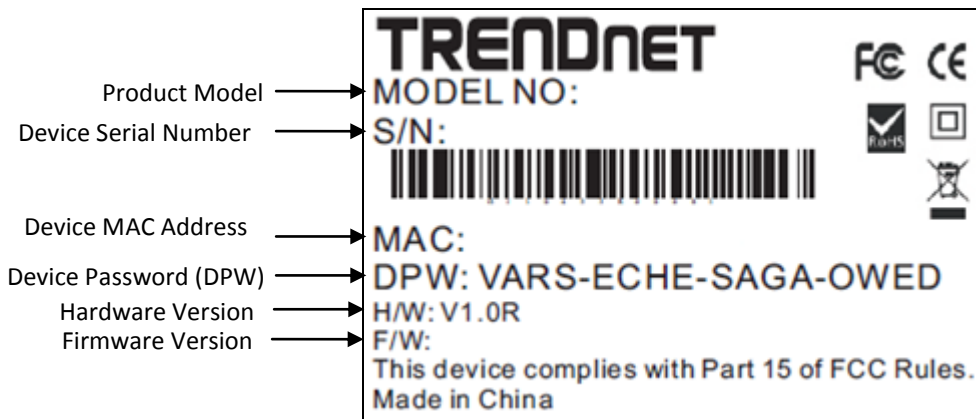 TRENDNET
FC CE
Product Model
MODEL NO:
Device Serial Number
S/N:
RoHS
Device MAC Address
MAC:
Device Password (DPW)
DPW: VARS-ECHE-SAGA-OWED
Hardware Version
H/W: V1.0R
Firmware Version
F/W:
This device complies with Part 15 of FCC Rules.
Made in China